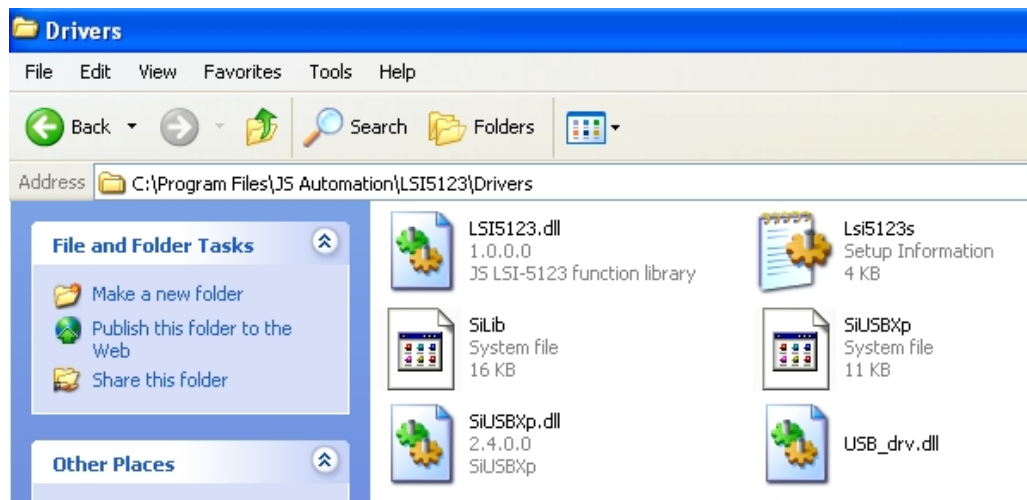 Drivers
File Edit View Favorites Tools Help
Back Search Folders
Address C:\Program Files\JS Automation\LSI5123\Drivers
File and Folder Tasks
Make a new folder
Publish this folder to the
Web
Share this folder
Other Places
LSI5123.dll
1.0.0.0
JS LSI-5123 function library
Lsi5123s
Setup Information
4 KB
SiLib
System file
16 KB
SiUSBXp
System file
11 KB
SiUSBXp.dll
2.4.0.0
SiUSBXp
USB_drv.dll